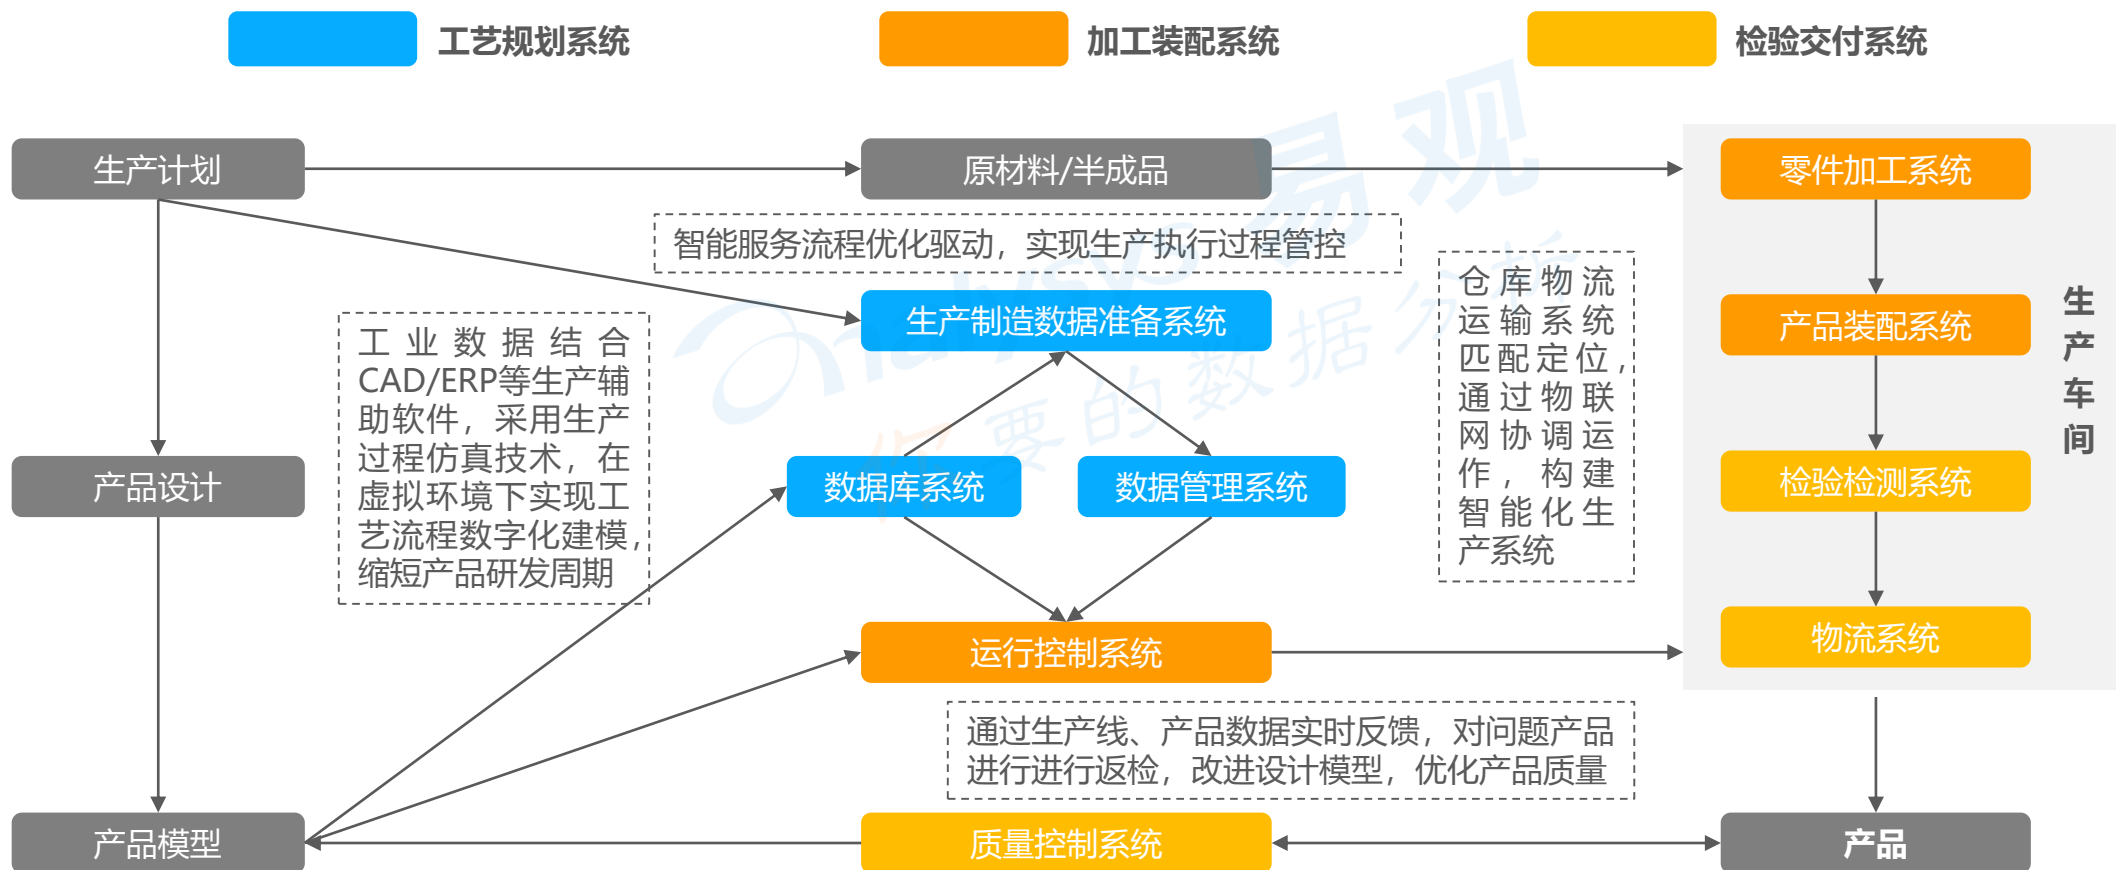 工艺规划系统
加工装配系统
检验交付系统
生产计划
原材料/半成品
零件加工系统
智能服务流程优化驱动，实现生产执行过程管控
生产制造数据准备系统
产品装配系统
工业数据结合
CAD/ERP等生产辅
助软件，采用生产
过程仿真技术，在
虚拟环境下实现工
艺流程数字化建模，
缩短产品研发周期
仓库物流
运输系统
匹配定位，
通过物联
网协调运
作，构建
智能化生
产系统
生
产
车
间
产品设计
数据库系统
数据管理系统
检验检测系统
运行控制系统
物流系统
通过生产线、产品数据实时反馈，对问题产品
进行进行返检，改进设计模型，优化产品质量
产品模型
质量控制系统
产品
analysys 易观
你要的数据分析